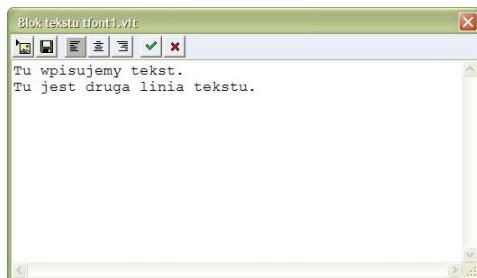 Blok tekstu tfont1.vft
Tu wpisujemy tekst.
Tu jest druga linia tekstu.